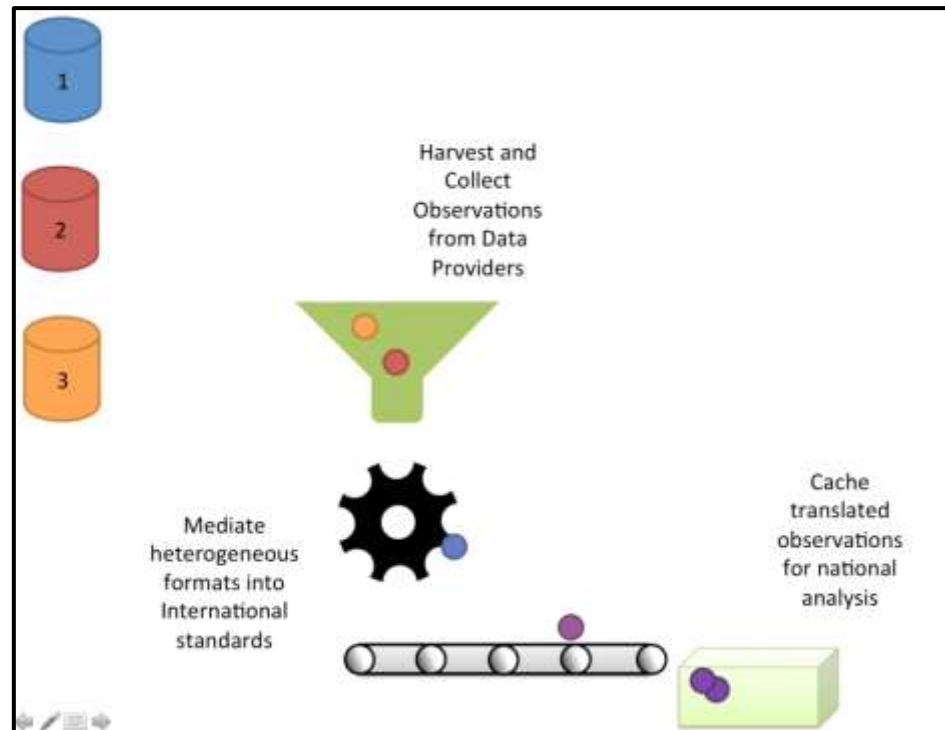 1
2
3
Harvest and
Collect
Observations
from Data
Providers
Mediate
heterogeneous
formats into
International
standards
Cache
translated
observations
for national
analysis